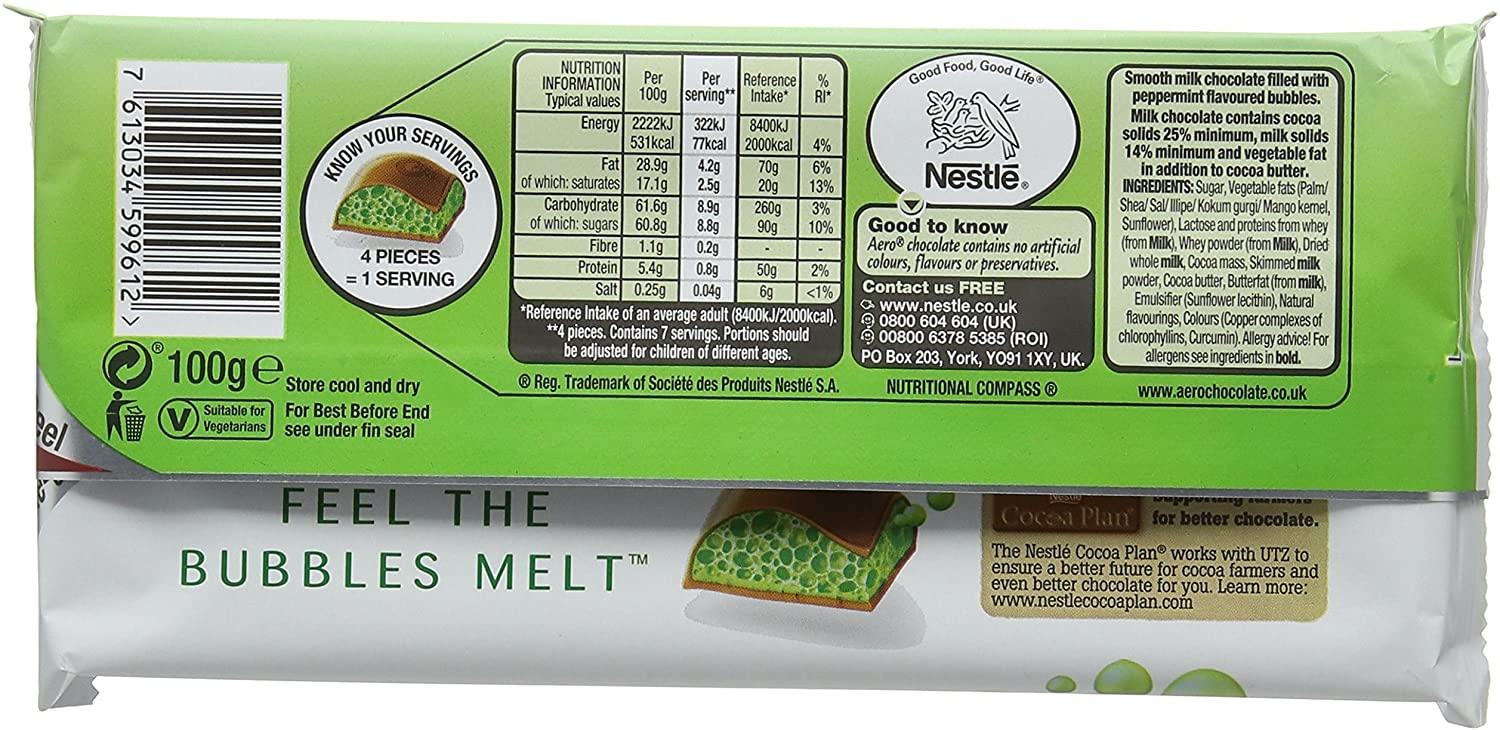 7 613034 599612 >
KNOW YOUR SERVINGS
4 PIECES
= 1 SERVING
NUTRITION INFORMATION Typical values Per 100g Per serving** Reference Intake* % RI*
Energy 2222kJ 322kJ 8400kJ
531kcal 77kcal 2000kcal 4%
Fat 28.9g 4.2g 70g 6%
of which: saturates 17.1g 2.5g 20g 13%
Carbohydrate 61.6g 8.9g 260g 3%
of which: sugars 60.8g 8.8g 90g 10%
Fibre 1.1g 0.2g - -
Protein 5.4g 0.8g 50g 2%
Salt 0.25g 0.04g 6g <1%
*Reference Intake of an average adult (8400kJ/2000kcal).
**4 pieces. Contains 7 servings. Portions should
be adjusted for children of different ages.
® Reg. Trademark of Société des Produits Nestlé S.A.
Good Food, Good Life®
Nestlé®
Good to know
Aero® chocolate contains no artificial
colours, flavours or preservatives.
Contact us FREE
www.nestle.co.uk
0800 604 604 (UK)
00800 6378 5385 (ROI)
PO Box 203, York, YO91 1XY, UK.
NUTRITIONAL COMPASS ®
Smooth milk chocolate filled with
peppermint flavoured bubbles.
Milk chocolate contains cocoa
solids 25% minimum, milk solids
14% minimum and vegetable fat
in addition to cocoa butter.
INGREDIENTS: Sugar, Vegetable fats (Palm/
Shea/ Sal/ Illipe/ Kokum gurgi/ Mango kernel,
Sunflower), Lactose and proteins from whey
(from Milk), Whey powder (from Milk), Dried
whole milk, Cocoa mass, Skimmed milk
powder, Cocoa butter, Butterfat (from milk),
Emulsifier (Sunflower lecithin), Natural
flavourings, Colours (Copper complexes of
chlorophyllins, Curcumin). Allergy advice! For
allergens see ingredients in bold.
www.aerochocolate.co.uk
1
® 100g e Store cool and dry
V Suitable for
Vegetarians
For Best Before End
see under fin seal
eel
FEEL THE
BUBBLES MELT™
Nestlé
Cocoa Plan®
supporting farmers
for better chocolate.
The Nestlé Cocoa Plan® works with UTZ to
ensure a better future for cocoa farmers and
even better chocolate for you. Learn more:
www.nestlecocoaplan.com